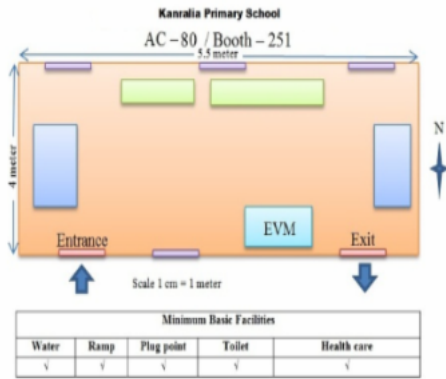 Kanralia Primary School
AC – 80 / Booth – 251
5.5 meter
4 meter
N
EVM
Entrance
Exit
Scale 1 cm = 1 meter
Minimum Basic Facilities
Water Ramp Plug point Toilet Health care
√ √ √ √ √